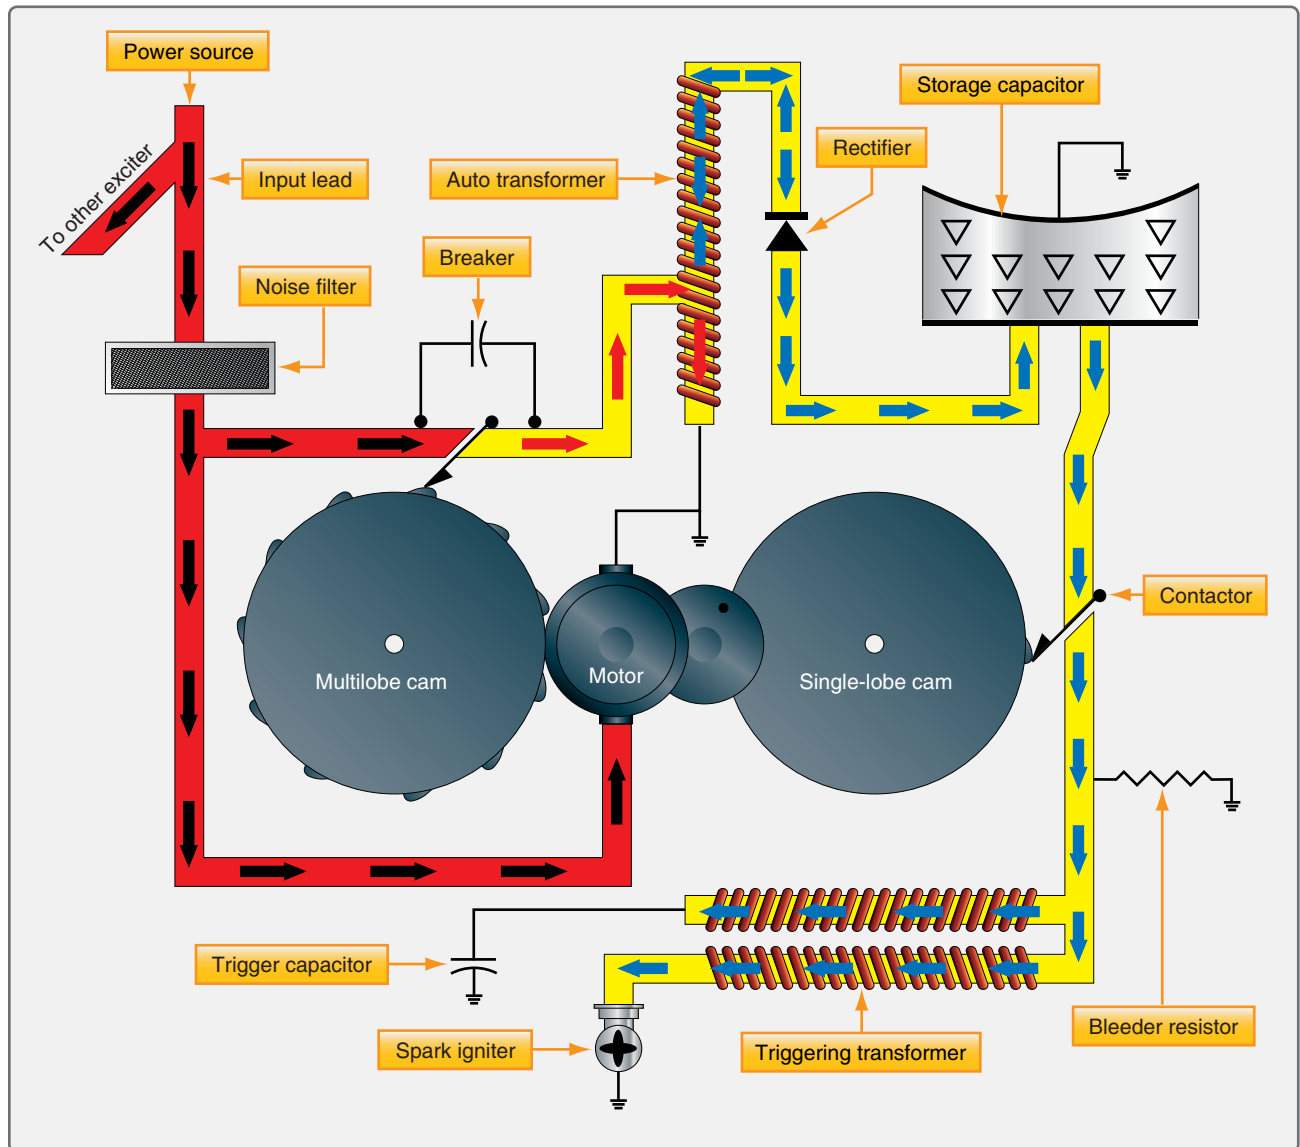 Power source
Storage capacitor
Rectifier
To other exciter
Input lead
Auto transformer
Breaker
Noise filter
Contactor
Multilobe cam
Motor
Single-lobe cam
Trigger capacitor
Bleeder resistor
Spark igniter
Triggering transformer